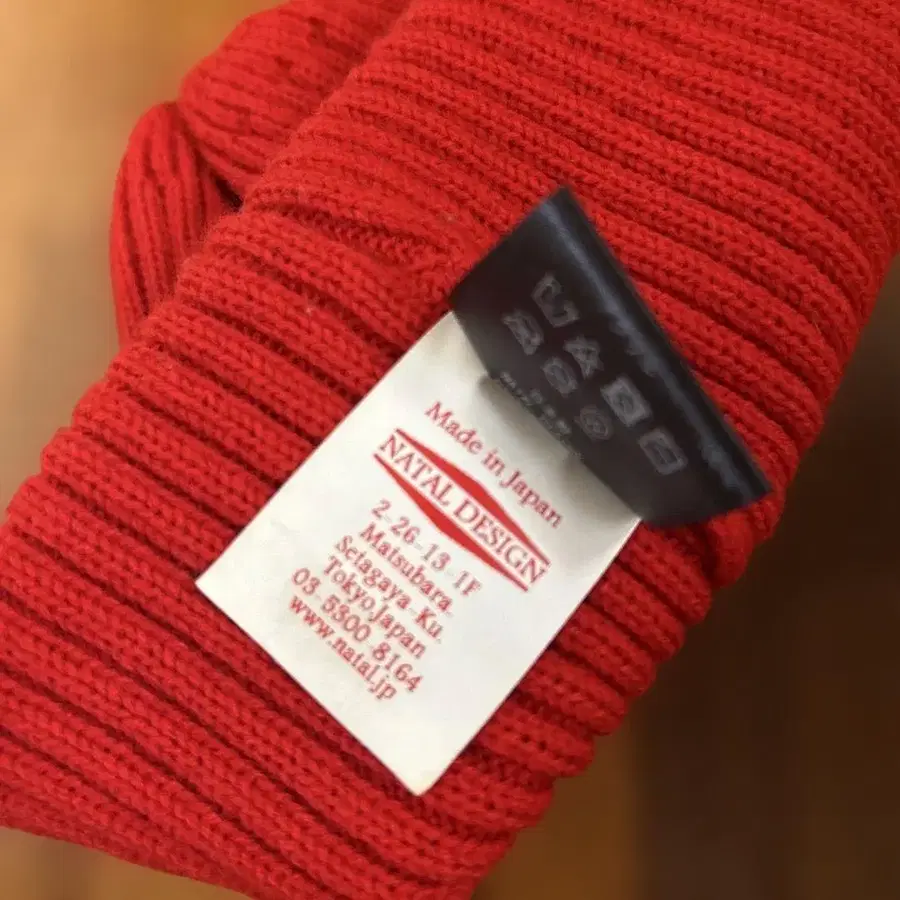 Made in Japan
NATAL DESIGN
2-26-13-1F
Matsubara.
Setagaya-Ku.
Tokyo.Japan
03-5300-8164
www.natal.jp